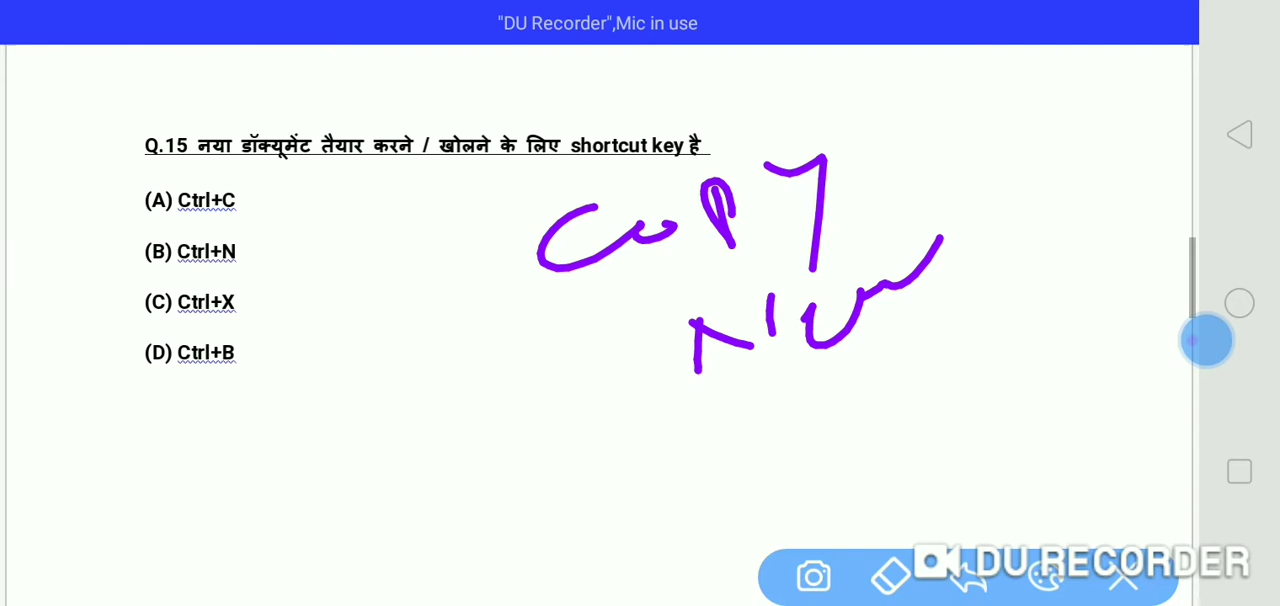 "DU Recorder",Mic in use
Q.15 नया डॉक्यूमेंट तैयार करने / खोलने के लिए shortcut key है
(A) Ctrl+C
COPY
(B) Ctrl+N
(C) Ctrl+X
New
(D) Ctrl+B
DU RECORDER